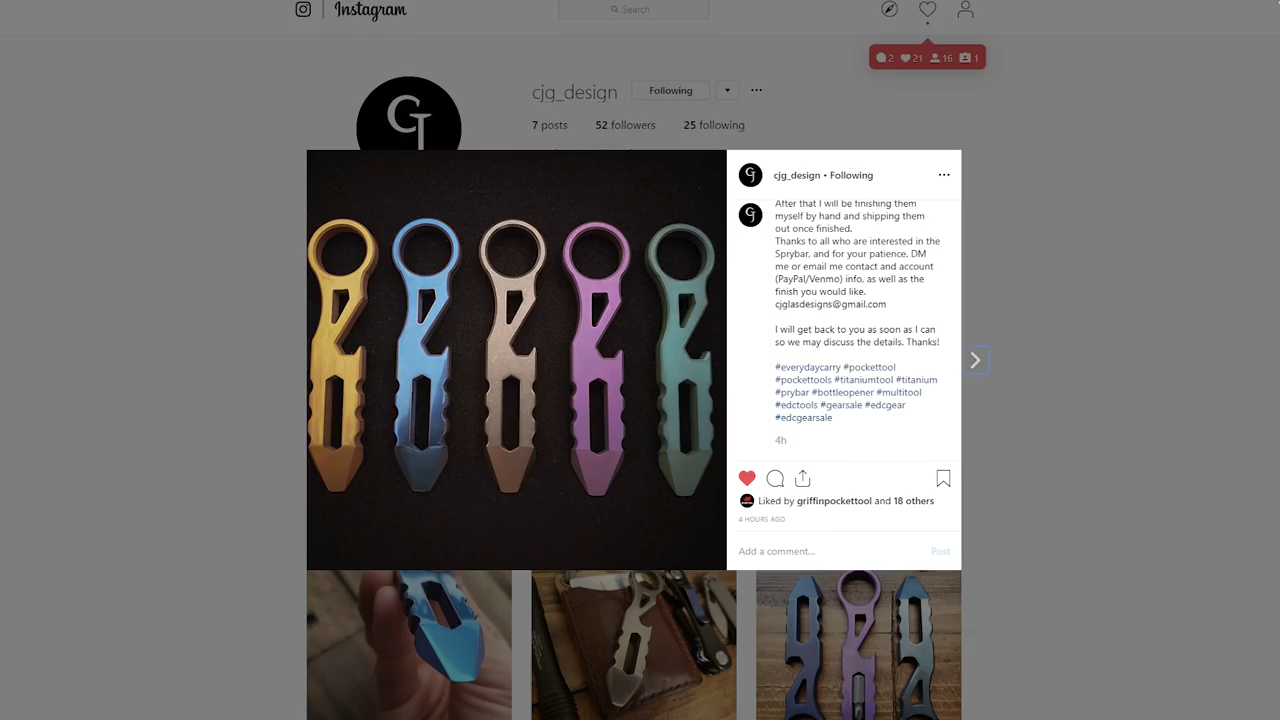 Instagram
Search
2 21 16 1
GJ
cjg_design Following
7 posts 52 followers 25 following
GJ
cjg_design • Following
GJ
After that I will be finishing them
myself by hand and shipping them
out once finished.
Thanks to all who are interested in the
Sprybar, and for your patience. DM
me or email me contact and account
(PayPal/Venmo) info, as well as the
finish you would like.
cjglasdesigns@gmail.com
I will get back to you as soon as I can
so we may discuss the details. Thanks!
#everydaycarry #pockettool
#pockettools #titaniumtool #titanium
#prybar #bottleopener #multitool
#edctools #gearsale #edcgear
#edcgearsale
4h
Liked by griffinpockettool and 18 others
4 HOURS AGO
Add a comment... Post